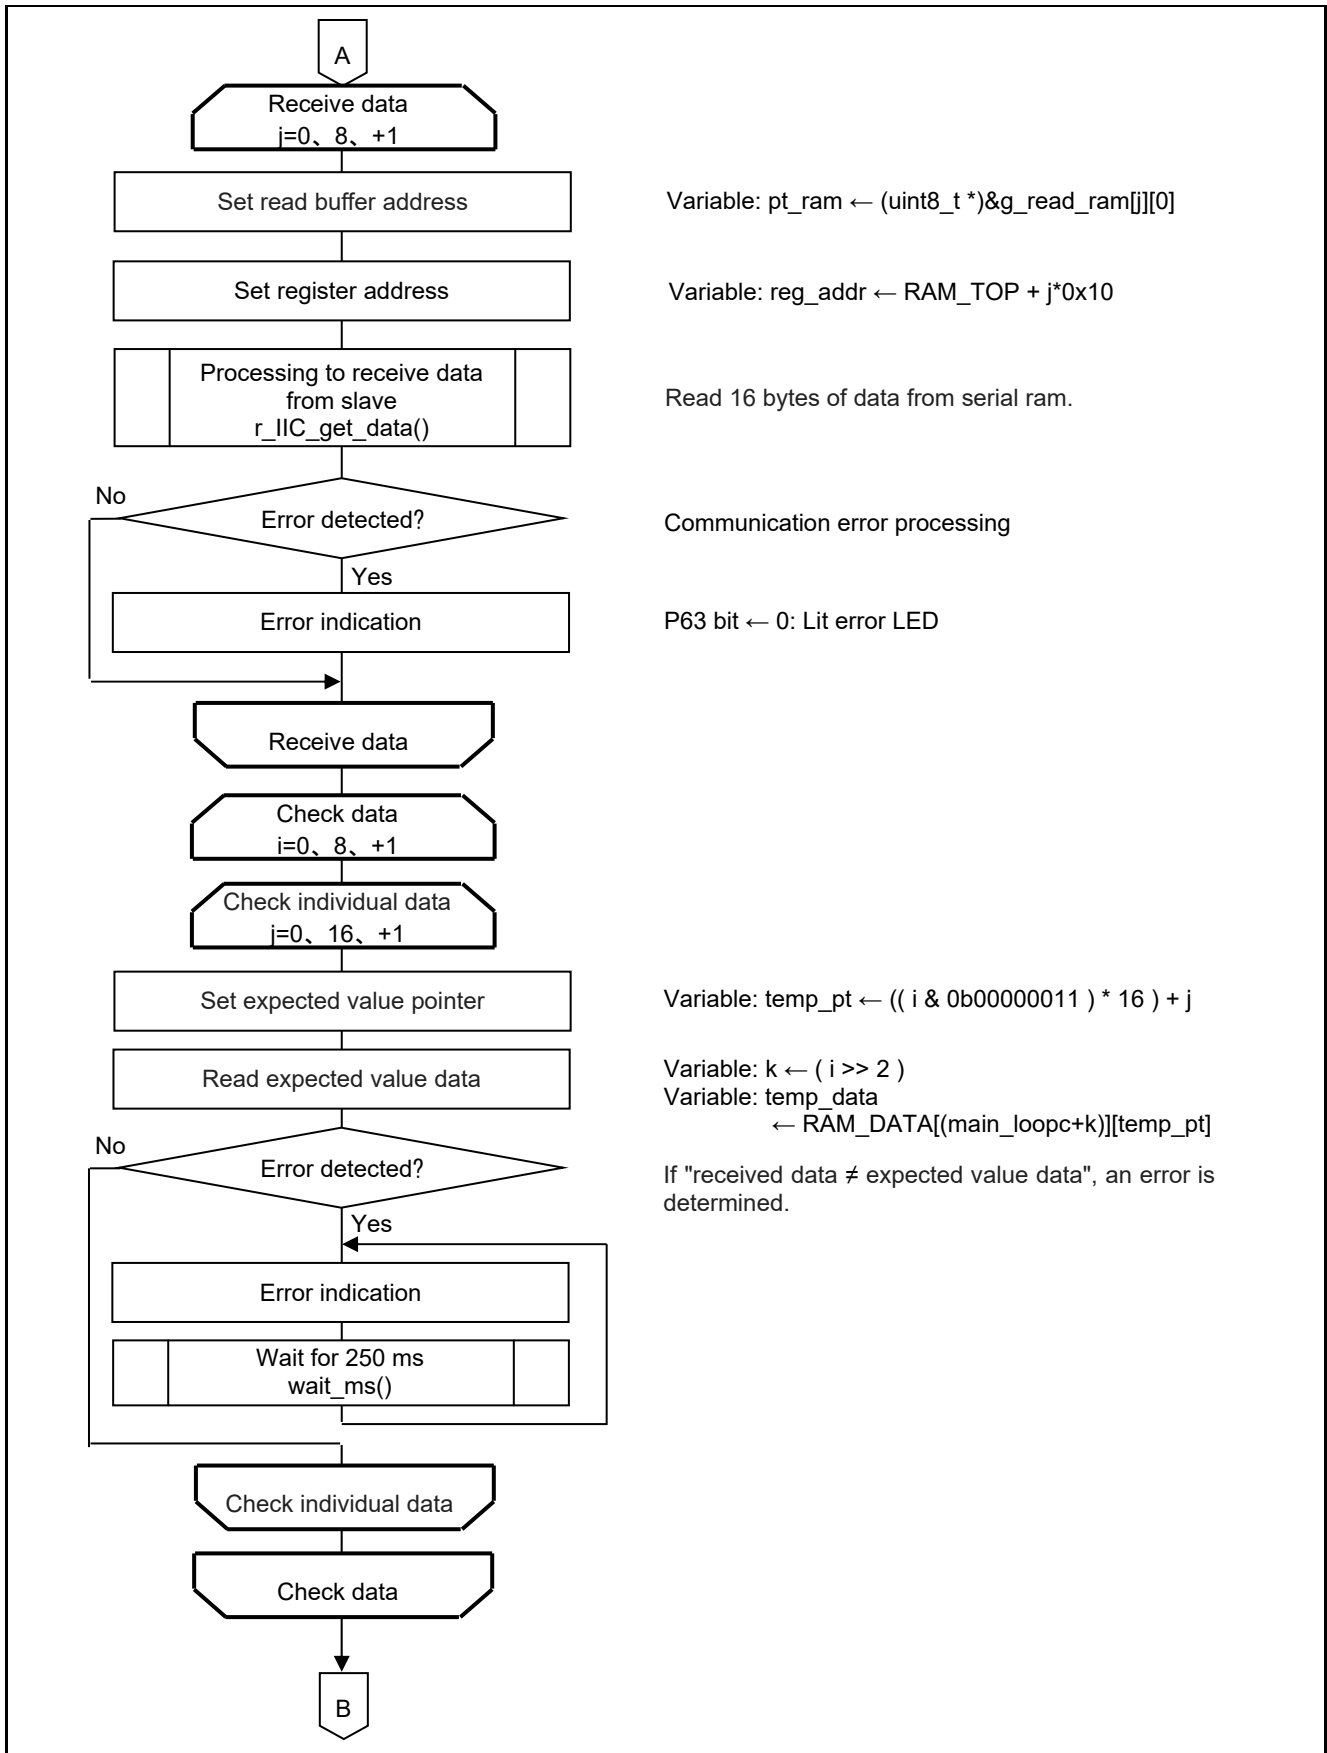 A
Receive data
j=0、8、+1
Set read buffer address
Variable: pt_ram ← (uint8_t *)&g_read_ram[j][0]
Set register address
Variable: reg_addr ← RAM_TOP + j*0x10
Processing to receive data
from slave
r_IIC_get_data()
Read 16 bytes of data from serial ram.
No
Error detected?
Communication error processing
Yes
Error indication
P63 bit ← 0: Lit error LED
Receive data
Check data
i=0、8、+1
Check individual data
j=0、16、+1
Set expected value pointer
Variable: temp_pt ← (( i & 0b00000011 ) * 16 ) + j
Read expected value data
Variable: k ← ( i >> 2 )
Variable: temp_data
← RAM_DATA[(main_loopc+k)][temp_pt]
No
Error detected?
If "received data ≠ expected value data", an error is
determined.
Yes
Error indication
Wait for 250 ms
wait_ms()
Check individual data
Check data
B